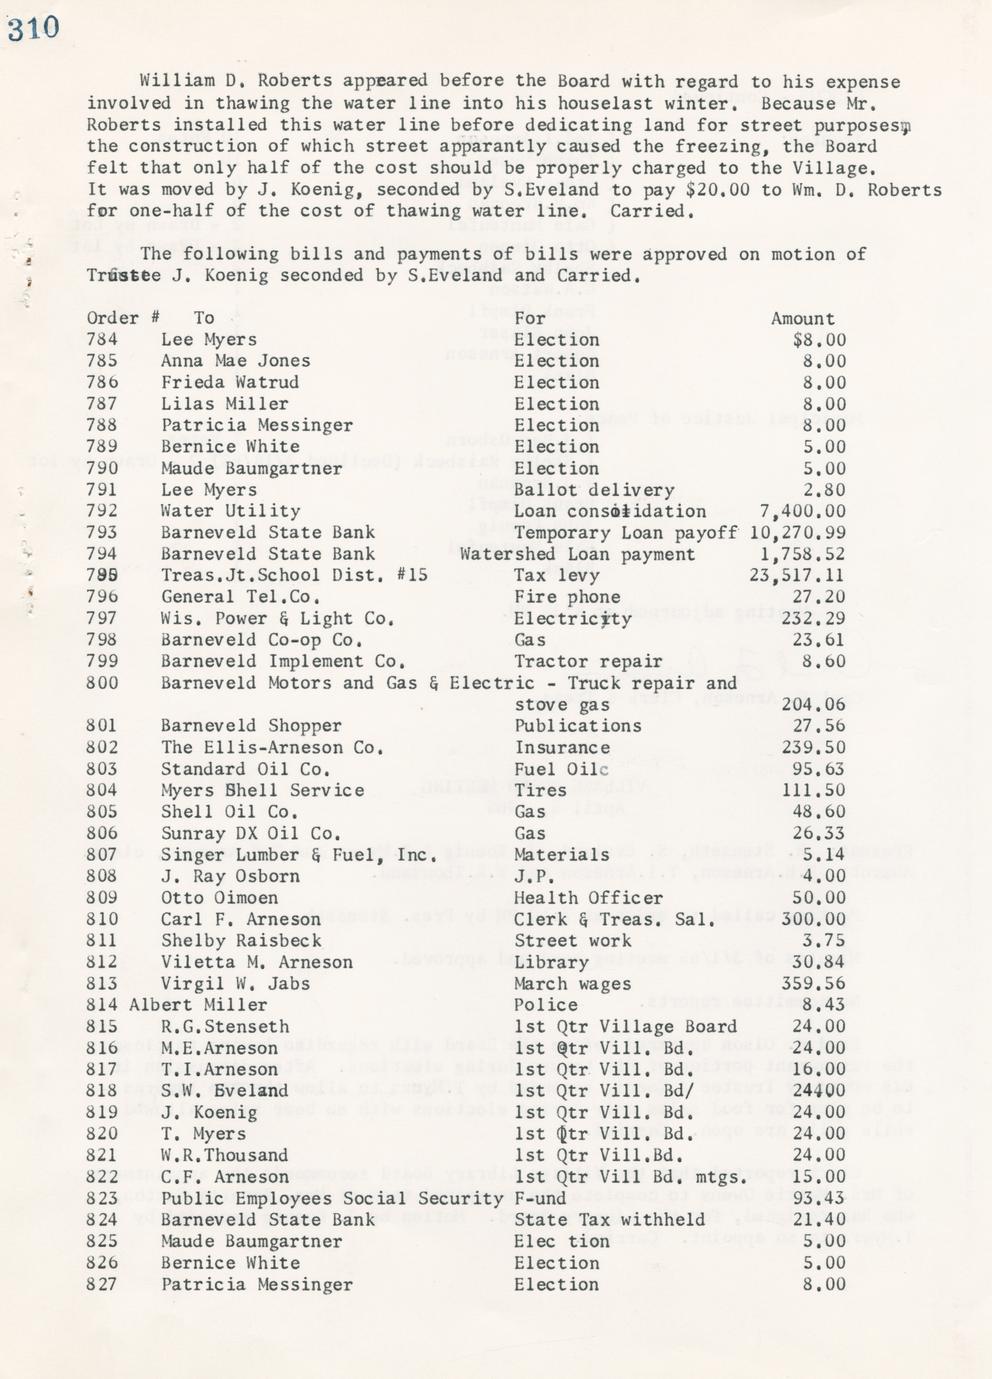 310
William D. Roberts appeared before the Board with regard to his expense
involved in thawing the water line into his houselast winter. Because Mr.
Roberts installed this water line before dedicating land for street purposes,
the construction of which street apparantly caused the freezing, the Board
felt that only half of the cost should be properly charged to the Village.
It was moved by J. Koenig, seconded by S.Eveland to pay $20.00 to Wm. D. Roberts
for one-half of the cost of thawing water line. Carried.
The following bills and payments of bills were approved on motion of
Trustee J. Koenig seconded by S.Eveland and Carried.
Order # To For Amount
784 Lee Myers Election $8.00
785 Anna Mae Jones Election 8.00
786 Frieda Watrud Election 8.00
787 Lilas Miller Election 8.00
788 Patricia Messinger Election 8.00
789 Bernice White Election 5.00
790 Maude Baumgartner Election 5.00
791 Lee Myers Ballot delivery 2.80
792 Water Utility Loan consolidation 7,400.00
793 Barneveld State Bank Temporary Loan payoff 10,270.99
794 Barneveld State Bank Watershed Loan payment 1,758.52
795 Treas.Jt.School Dist. #15 Tax levy 23,517.11
796 General Tel.Co. Fire phone 27.20
797 Wis. Power & Light Co. Electricity 232.29
798 Barneveld Co-op Co. Gas 23.61
799 Barneveld Implement Co. Tractor repair 8.60
800 Barneveld Motors and Gas & Electric - Truck repair and
stove gas 204.06
801 Barneveld Shopper Publications 27.56
802 The Ellis-Arneson Co. Insurance 239.50
803 Standard Oil Co. Fuel Oil 95.63
804 Myers Shell Service Tires 111.50
805 Shell Oil Co. Gas 48.60
806 Sunray DX Oil Co. Gas 26.33
807 Singer Lumber & Fuel, Inc. Materials 5.14
808 J. Ray Osborn J.P. 4.00
809 Otto Oimoen Health Officer 50.00
810 Carl F. Arneson Clerk & Treas. Sal. 300.00
811 Shelby Raisbeck Street work 3.75
812 Viletta M. Arneson Library 30.84
813 Virgil W. Jabs March wages 359.56
814 Albert Miller Police 8.43
815 R.G.Stenseth 1st Qtr Village Board 24.00
816 M.E.Arneson 1st Qtr Vill. Bd. 24.00
817 T.I.Arneson 1st Qtr Vill. Bd. 16.00
818 S.W. Eveland 1st Qtr Vill. Bd/ 24400
819 J. Koenig 1st Qtr Vill. Bd. 24.00
820 T. Myers 1st Qtr Vill. Bd. 24.00
821 W.R.Thousand 1st Qtr Vill.Bd. 24.00
822 C.F. Arneson 1st Qtr Vill Bd. mtgs. 15.00
823 Public Employees Social Security F-und 93.43
824 Barneveld State Bank State Tax withheld 21.40
825 Maude Baumgartner Elec tion 5.00
826 Bernice White Election 5.00
827 Patricia Messinger Election 8.00